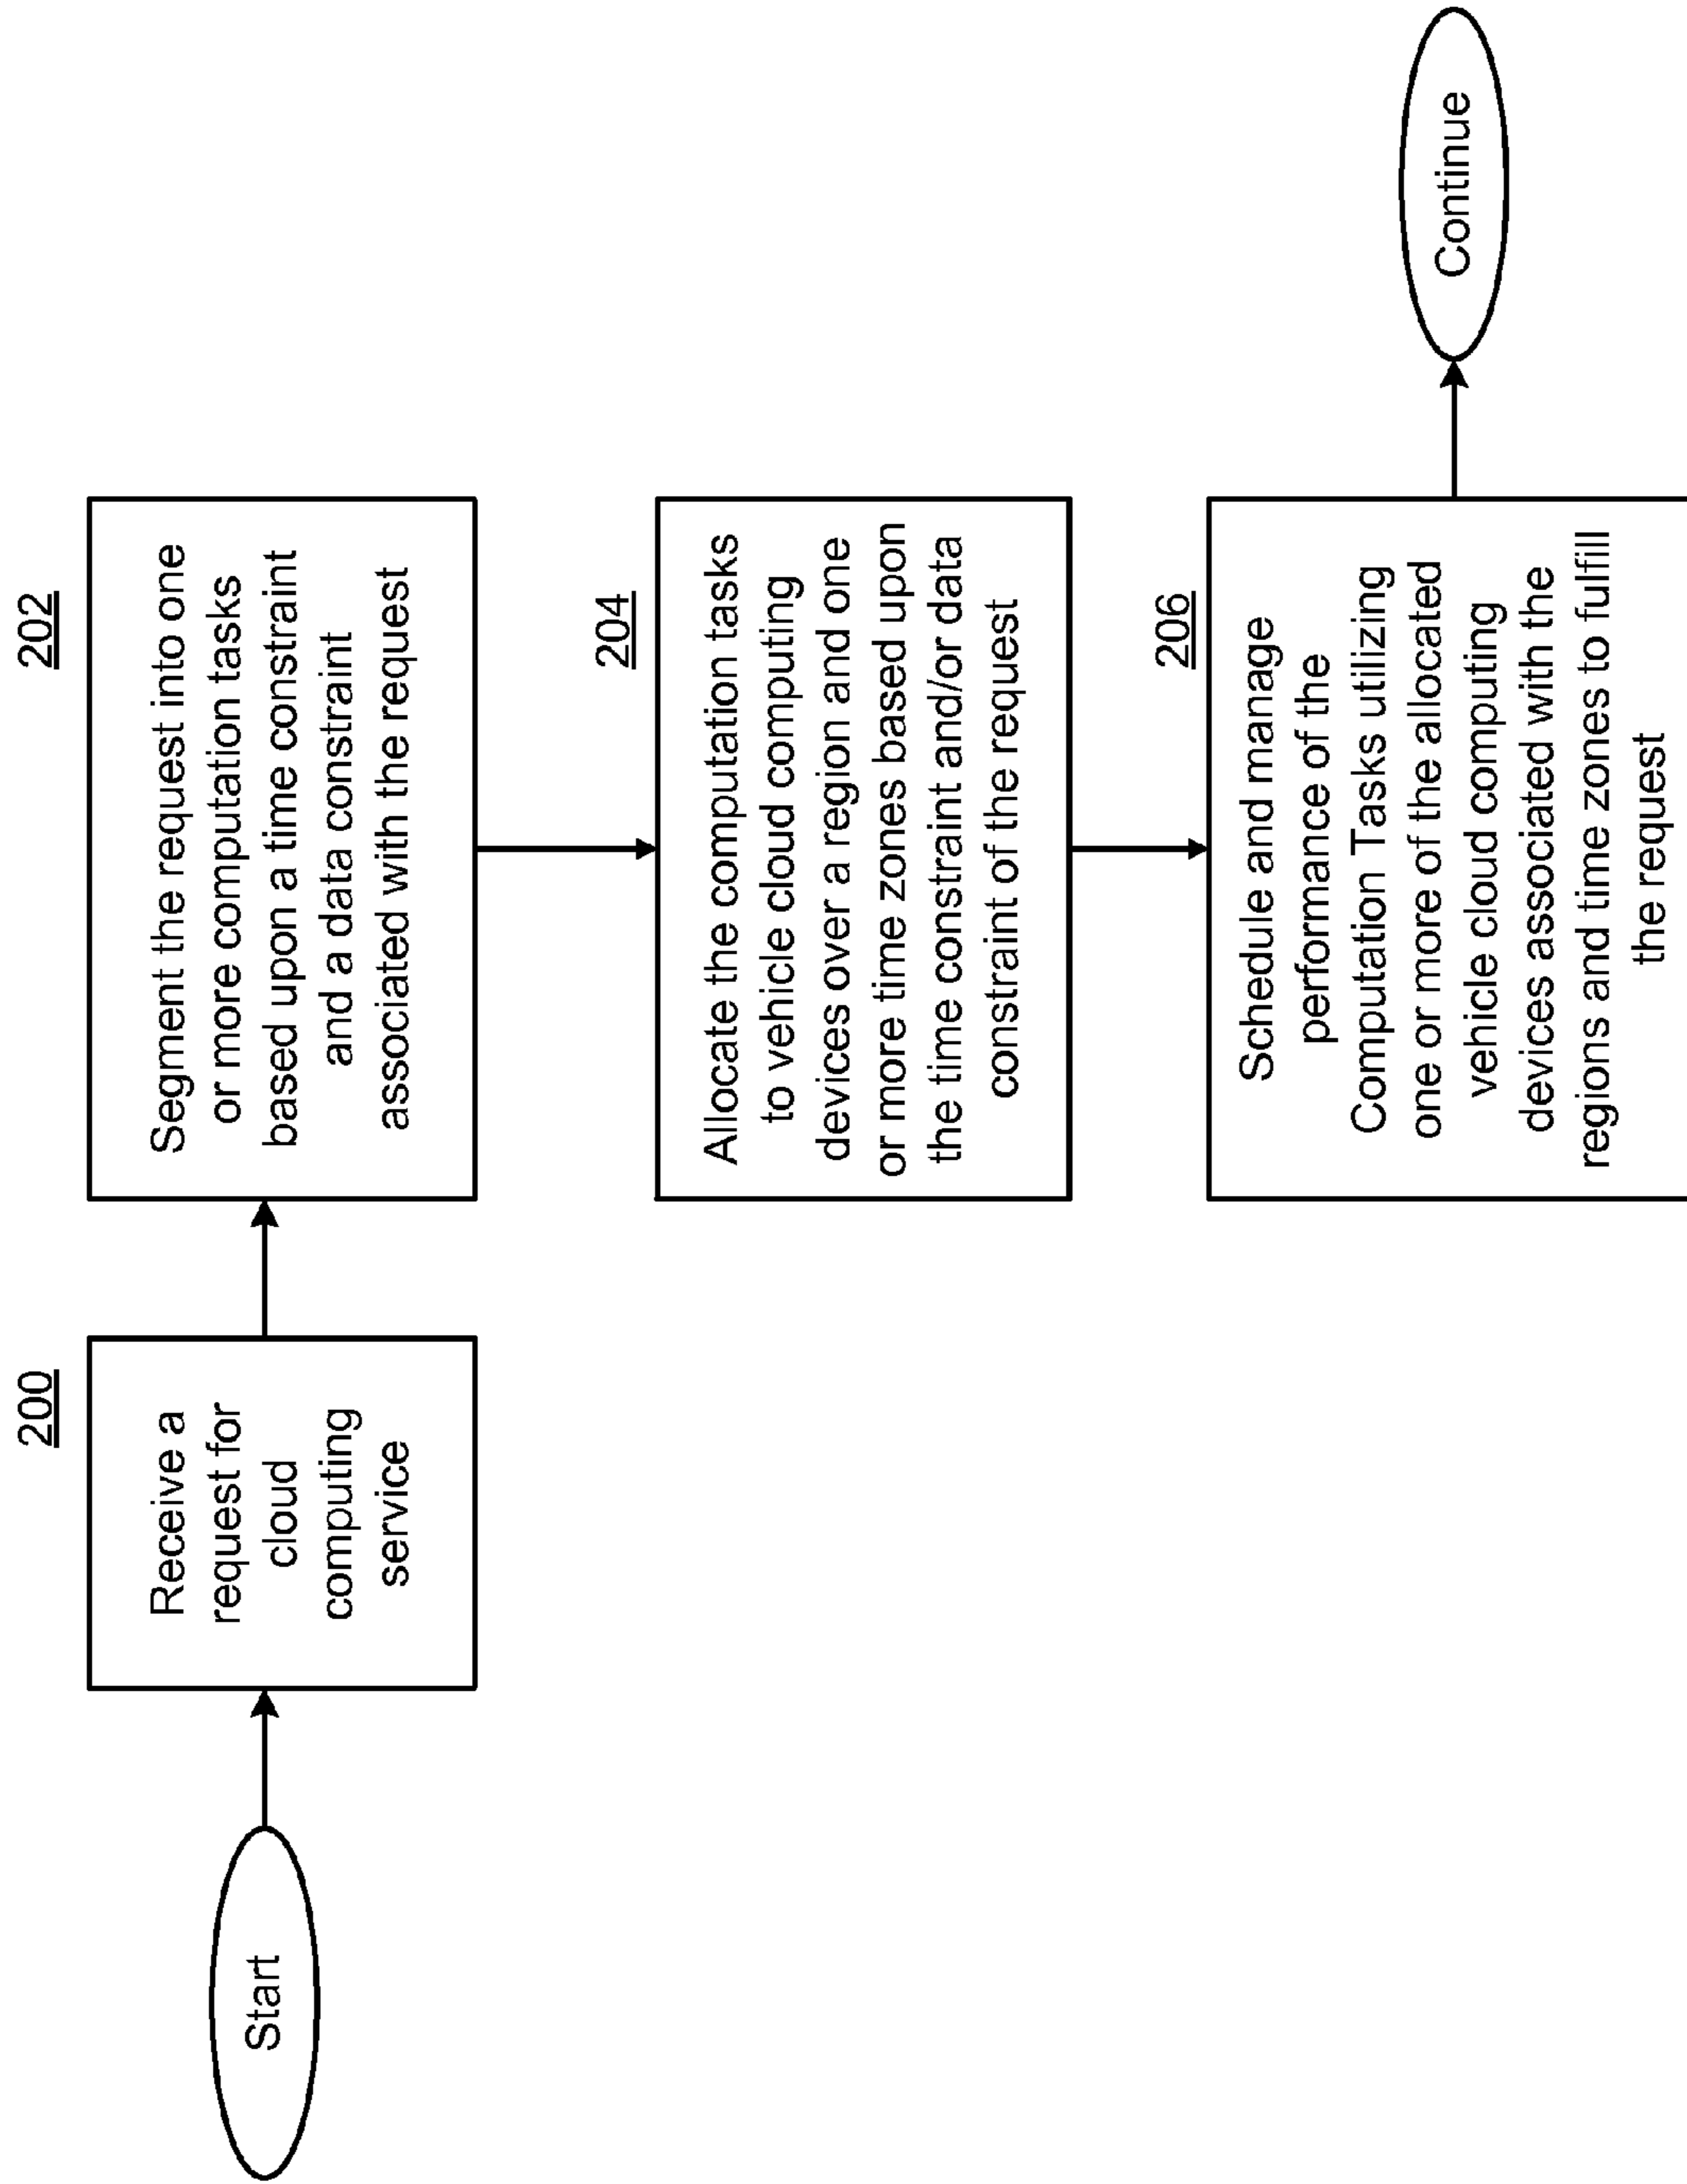 Start
200
Receive a
request for
cloud
computing
service
202
Segment the request into one
or more computation tasks
based upon a time constraint
and a data constraint
associated with the request
204
Allocate the computation tasks
to vehicle cloud computing
devices over a region and one
or more time zones based upon
the time constraint and/or data
constraint of the request
206
Schedule and manage
performance of the
Computation Tasks utilizing
one or more of the allocated
vehicle cloud computing
devices associated with the
regions and time zones to fulfill
the request
Continue